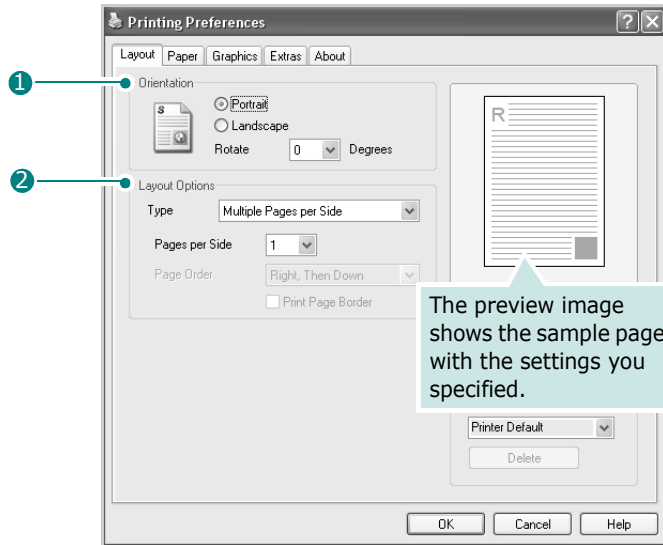 Printing Preferences
Layout Paper Graphics Extras About
1
Orientation
S
Portrait
Landscape
Rotate 0 Degrees
2
Layout Options
Type Multiple Pages per Side
Pages per Side 1
Page Order Right, Then Down
Print Page Border
R
The preview image
shows the sample page
with the settings you
specified.
Printer Default
Delete
OK Cancel Help